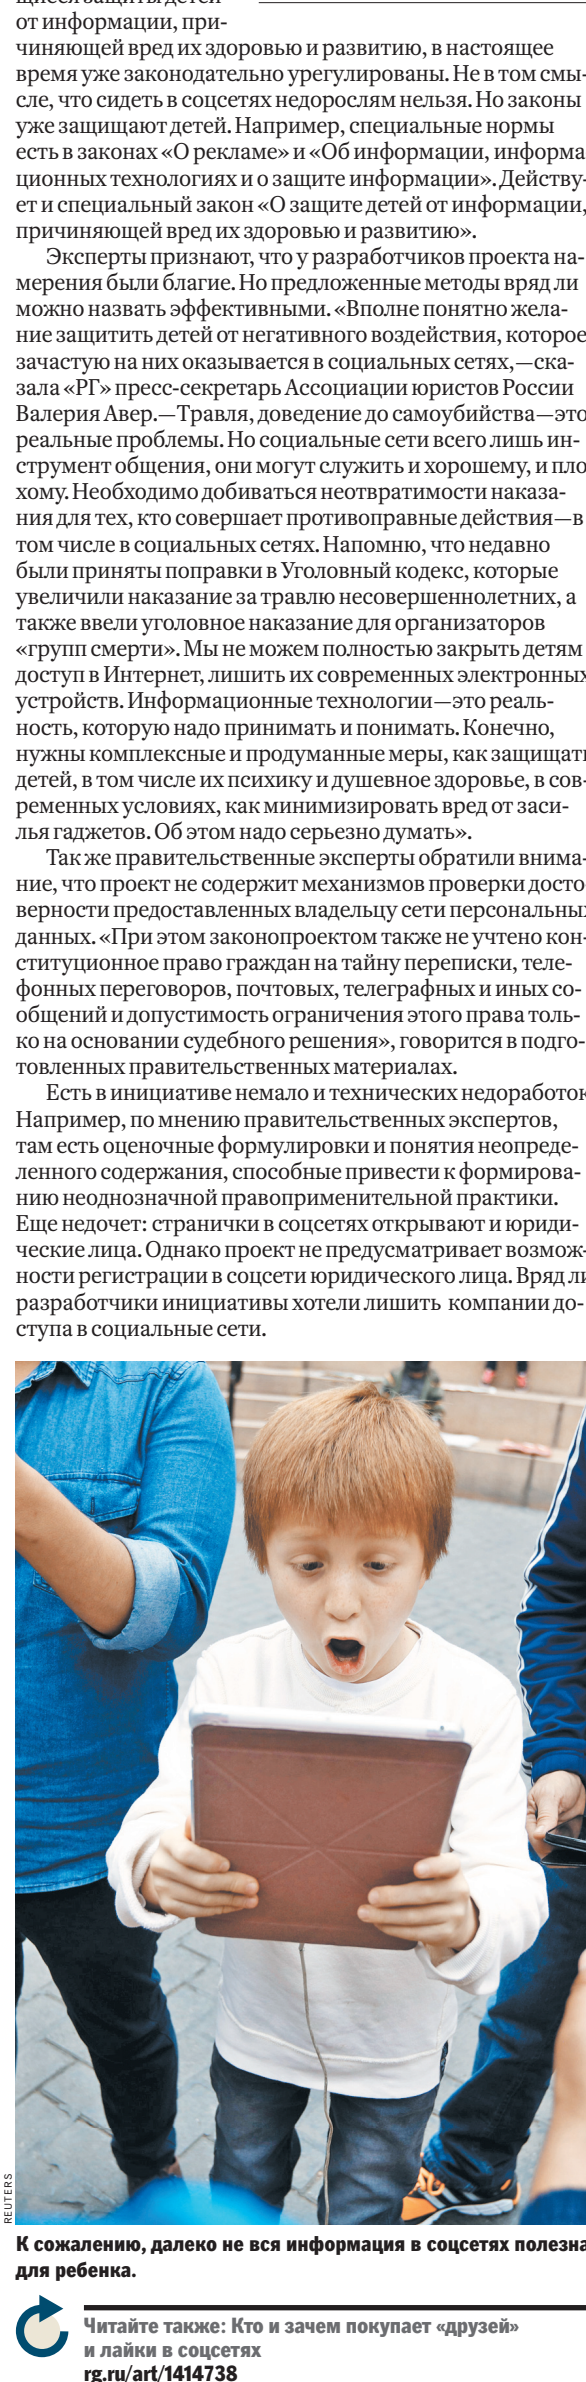 от информации, при-
чиняющей вред их здоровью и развитию, в настоящее
время уже законодательно урегулированы. Не в том смы-
сле, что сидеть в соцсетях недорослям нельзя. Но законы
уже защищают детей. Например, специальные нормы
есть в законах «О рекламе» и «Об информации, информа
ционных технологиях и о защите информации». Действу-
ет и специальный закон «О защите детей от информации,
причиняющей вред их здоровью и развитию».
Эксперты признают, что у разработчиков проекта на-
мерения были благие. Но предложенные методы вряд ли
можно назвать эффективными. «Вполне понятно жела-
ние защитить детей от негативного воздействия, которое
зачастую на них оказывается в социальных сетях,—ска-
зала «РГ» пресс-секретарь Ассоциации юристов России
Валерия Авер.—Травля, доведение до самоубийства—это
реальные проблемы. Но социальные сети всего лишь ин-
струмент общения, они могут служить и хорошему, и пло
хому. Необходимо добиваться неотвратимости наказа-
ния для тех, кто совершает противоправные действия—в
том числе в социальных сетях. Напомню, что недавно
были приняты поправки в Уголовный кодекс, которые
увеличили наказание за травлю несовершеннолетних, а
также ввели уголовное наказание для организаторов
«групп смерти». Мы не можем полностью закрыть детям
доступ в Интернет, лишить их современных электронных
устройств. Информационные технологии—это реаль-
ность, которую надо принимать и понимать. Конечно,
нужны комплексные и продуманные меры, как защищать
детей, в том числе их психику и душевное здоровье, в сов-
ременных условиях, как минимизировать вред от заси-
лья гаджетов. Об этом надо серьезно думать».
Так же правительственные эксперты обратили внима-
ние, что проект не содержит механизмов проверки досто
верности предоставленных владельцу сети персональных
данных. «При этом законопроектом также не учтено кон-
ституционное право граждан на тайну переписки, теле-
фонных переговоров, почтовых, телеграфных и иных со-
общений и допустимость ограничения этого права толь-
ко на основании судебного решения», говорится в подго-
товленных правительственных материалах.
Есть в инициативе немало и технических недоработок
Например, по мнению правительственных экспертов,
там есть оценочные формулировки и понятия неопреде-
ленного содержания, способные привести к формирова-
нию неоднозначной правоприменительной практики.
Еще недочет: странички в соцсетях открывают и юриди-
ческие лица. Однако проект не предусматривает возмож-
ности регистрации в соцсети юридического лица. Вряд ли
разработчики инициативы хотели лишить компании до-
ступа в социальные сети.
REUTERS
К сожалению, далеко не вся информация в соцсетях полезна
для ребенка.
Читайте также: Кто и зачем покупает «друзей»
и лайки в соцсетях
rg.ru/art/1414738